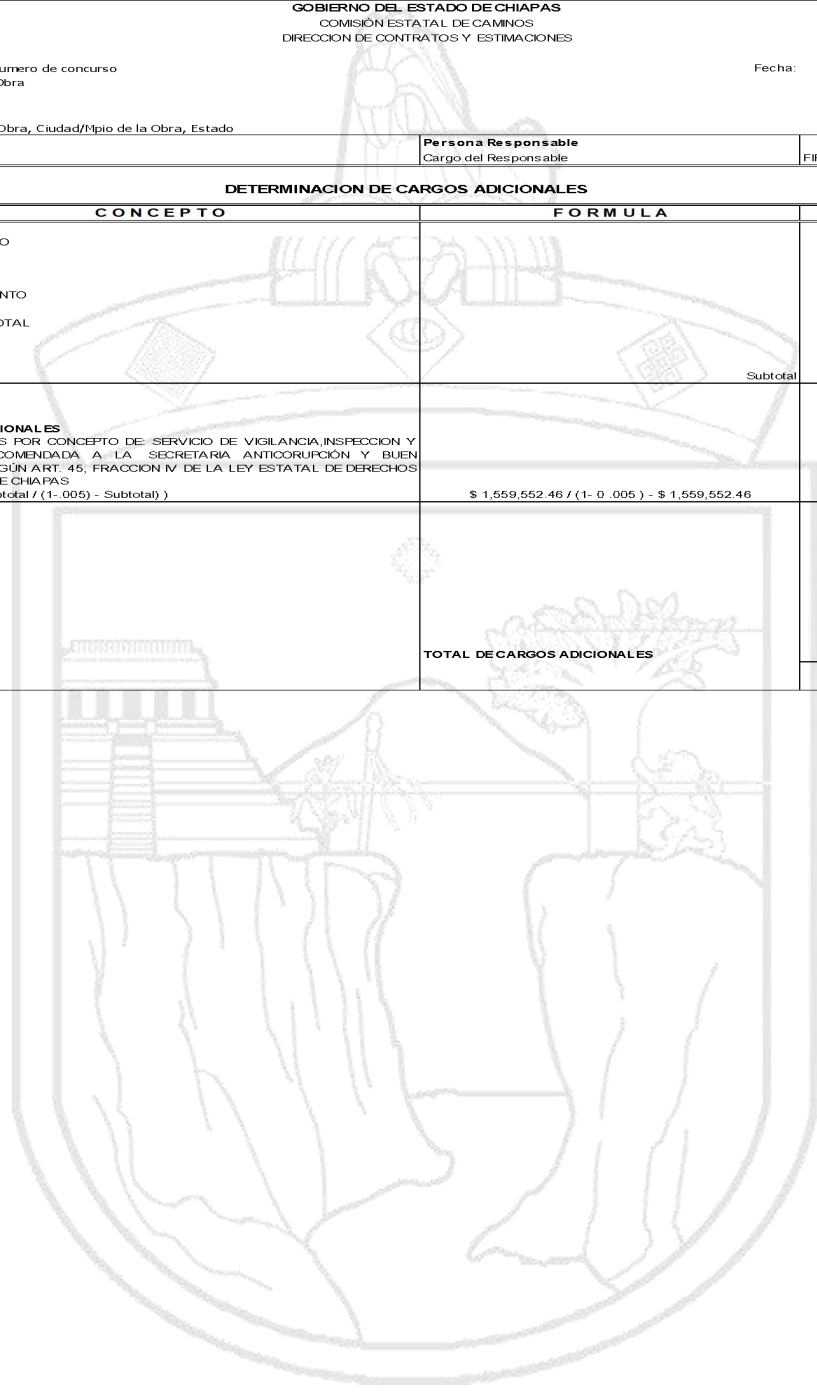 GOBIERNO DEL ESTADO DE CHIAPAS
COMISIÓN ESTATAL DE CAMINOS
DIRECCION DE CONTRATOS Y ESTIMACIONES
umero de concurso
Fecha:
Obra
Obra, Ciudad/Mpio de la Obra, Estado
Persona Responsable
Cargo del Responsable
FIR
DETERMINACION DE CARGOS ADICIONALES
CONCEPTO
FORMULA
O
NTO
OTAL
Subtotal
IONALES
S POR CONCEPTO DE: SERVICIO DE VIGILANCIA,INSPECCION Y
COMENDADA A LA SECRETARIA ANTICORUPCIÓN Y BUEN
GÚN ART. 45, FRACCION IV DE LA LEY ESTATAL DE DERECHOS
E CHIAPAS
total / (1-.005) - Subtotal) )
$ 1,559,552.46 / (1- 0 .005 ) - $ 1,559,552.46
TOTAL DE CARGOS ADICIONALES